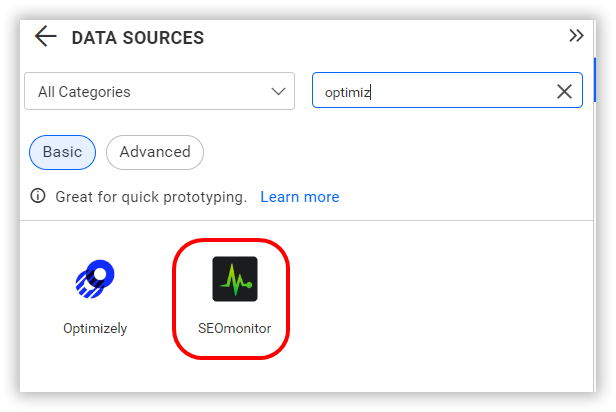 DATA SOURCES
All Categories
optimiz
Basic
Advanced
Great for quick prototyping. Learn more
Optimizely
SEOmonitor